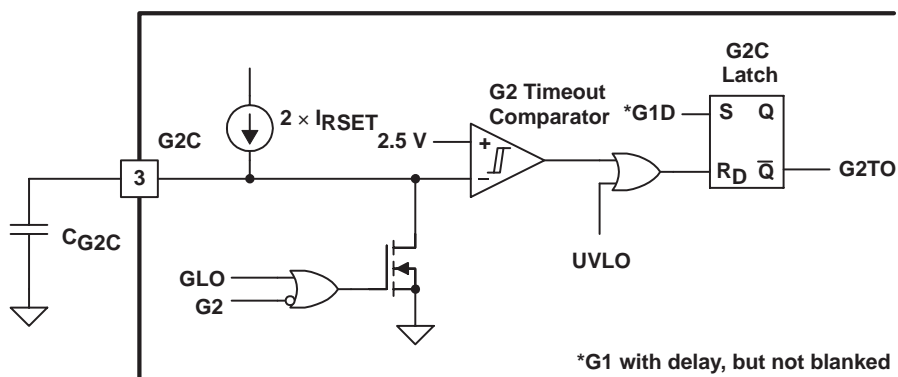 G2C
Latch
G2 Timeout
Comparator
*G1D
S Q
2 × IRSET
G2C
2.5 V
+
−
3
RD Q̅
G2TO
CG2C
UVLO
GLO
G2
*G1 with delay, but not blanked